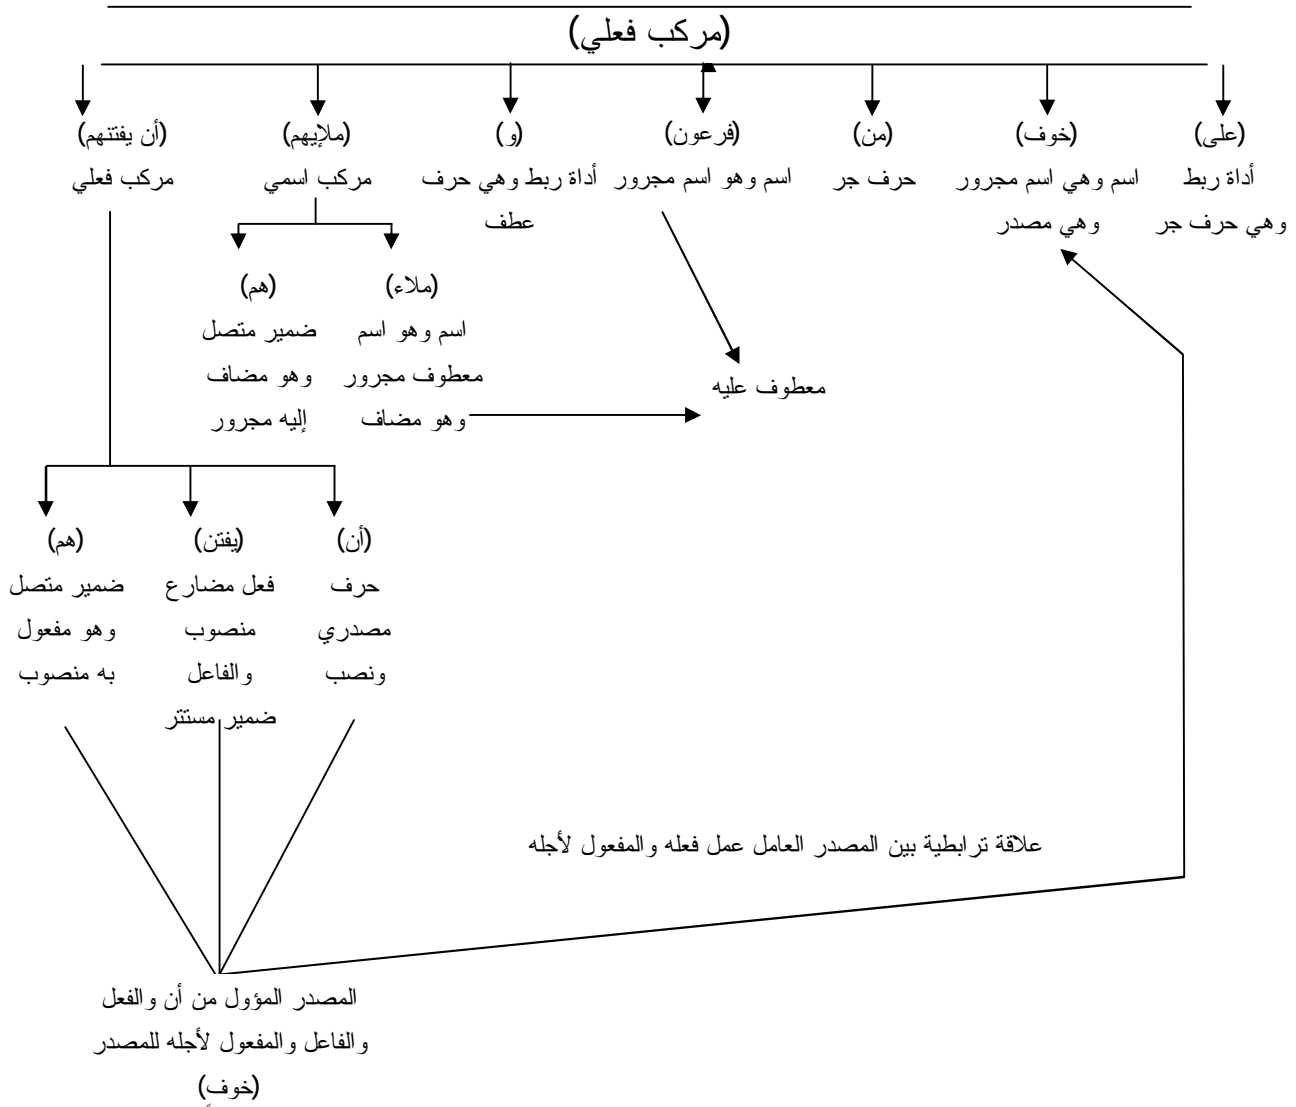 (مركب فعلي)
(على)
أداة ربط
وهي حرف جر
(خوف)
اسم وهي اسم مجرور
وهي مصدر
(من)
حرف جر
(فرعون)
اسم وهو اسم مجرور
(و)
أداة ربط وهي حرف
عطف
(ملإيهم)
مركب اسمي
(أن يفتنهم)
مركب فعلي
(ملاء)
اسم وهو اسم
معطوف مجرور
وهو مضاف
(هم)
ضمير متصل
وهو مضاف
إليه مجرور
معطوف عليه
(أن)
حرف
مصدري
ونصب
(يفتن)
فعل مضارع
منصوب
والفاعل
ضمير مستتر
(هم)
ضمير متصل
وهو مفعول
به منصوب
علاقة ترابطية بين المصدر العامل عمل فعله والمفعول لأجله
المصدر المؤول من أن والفعل
والفاعل والمفعول لأجله للمصدر
(خوف)